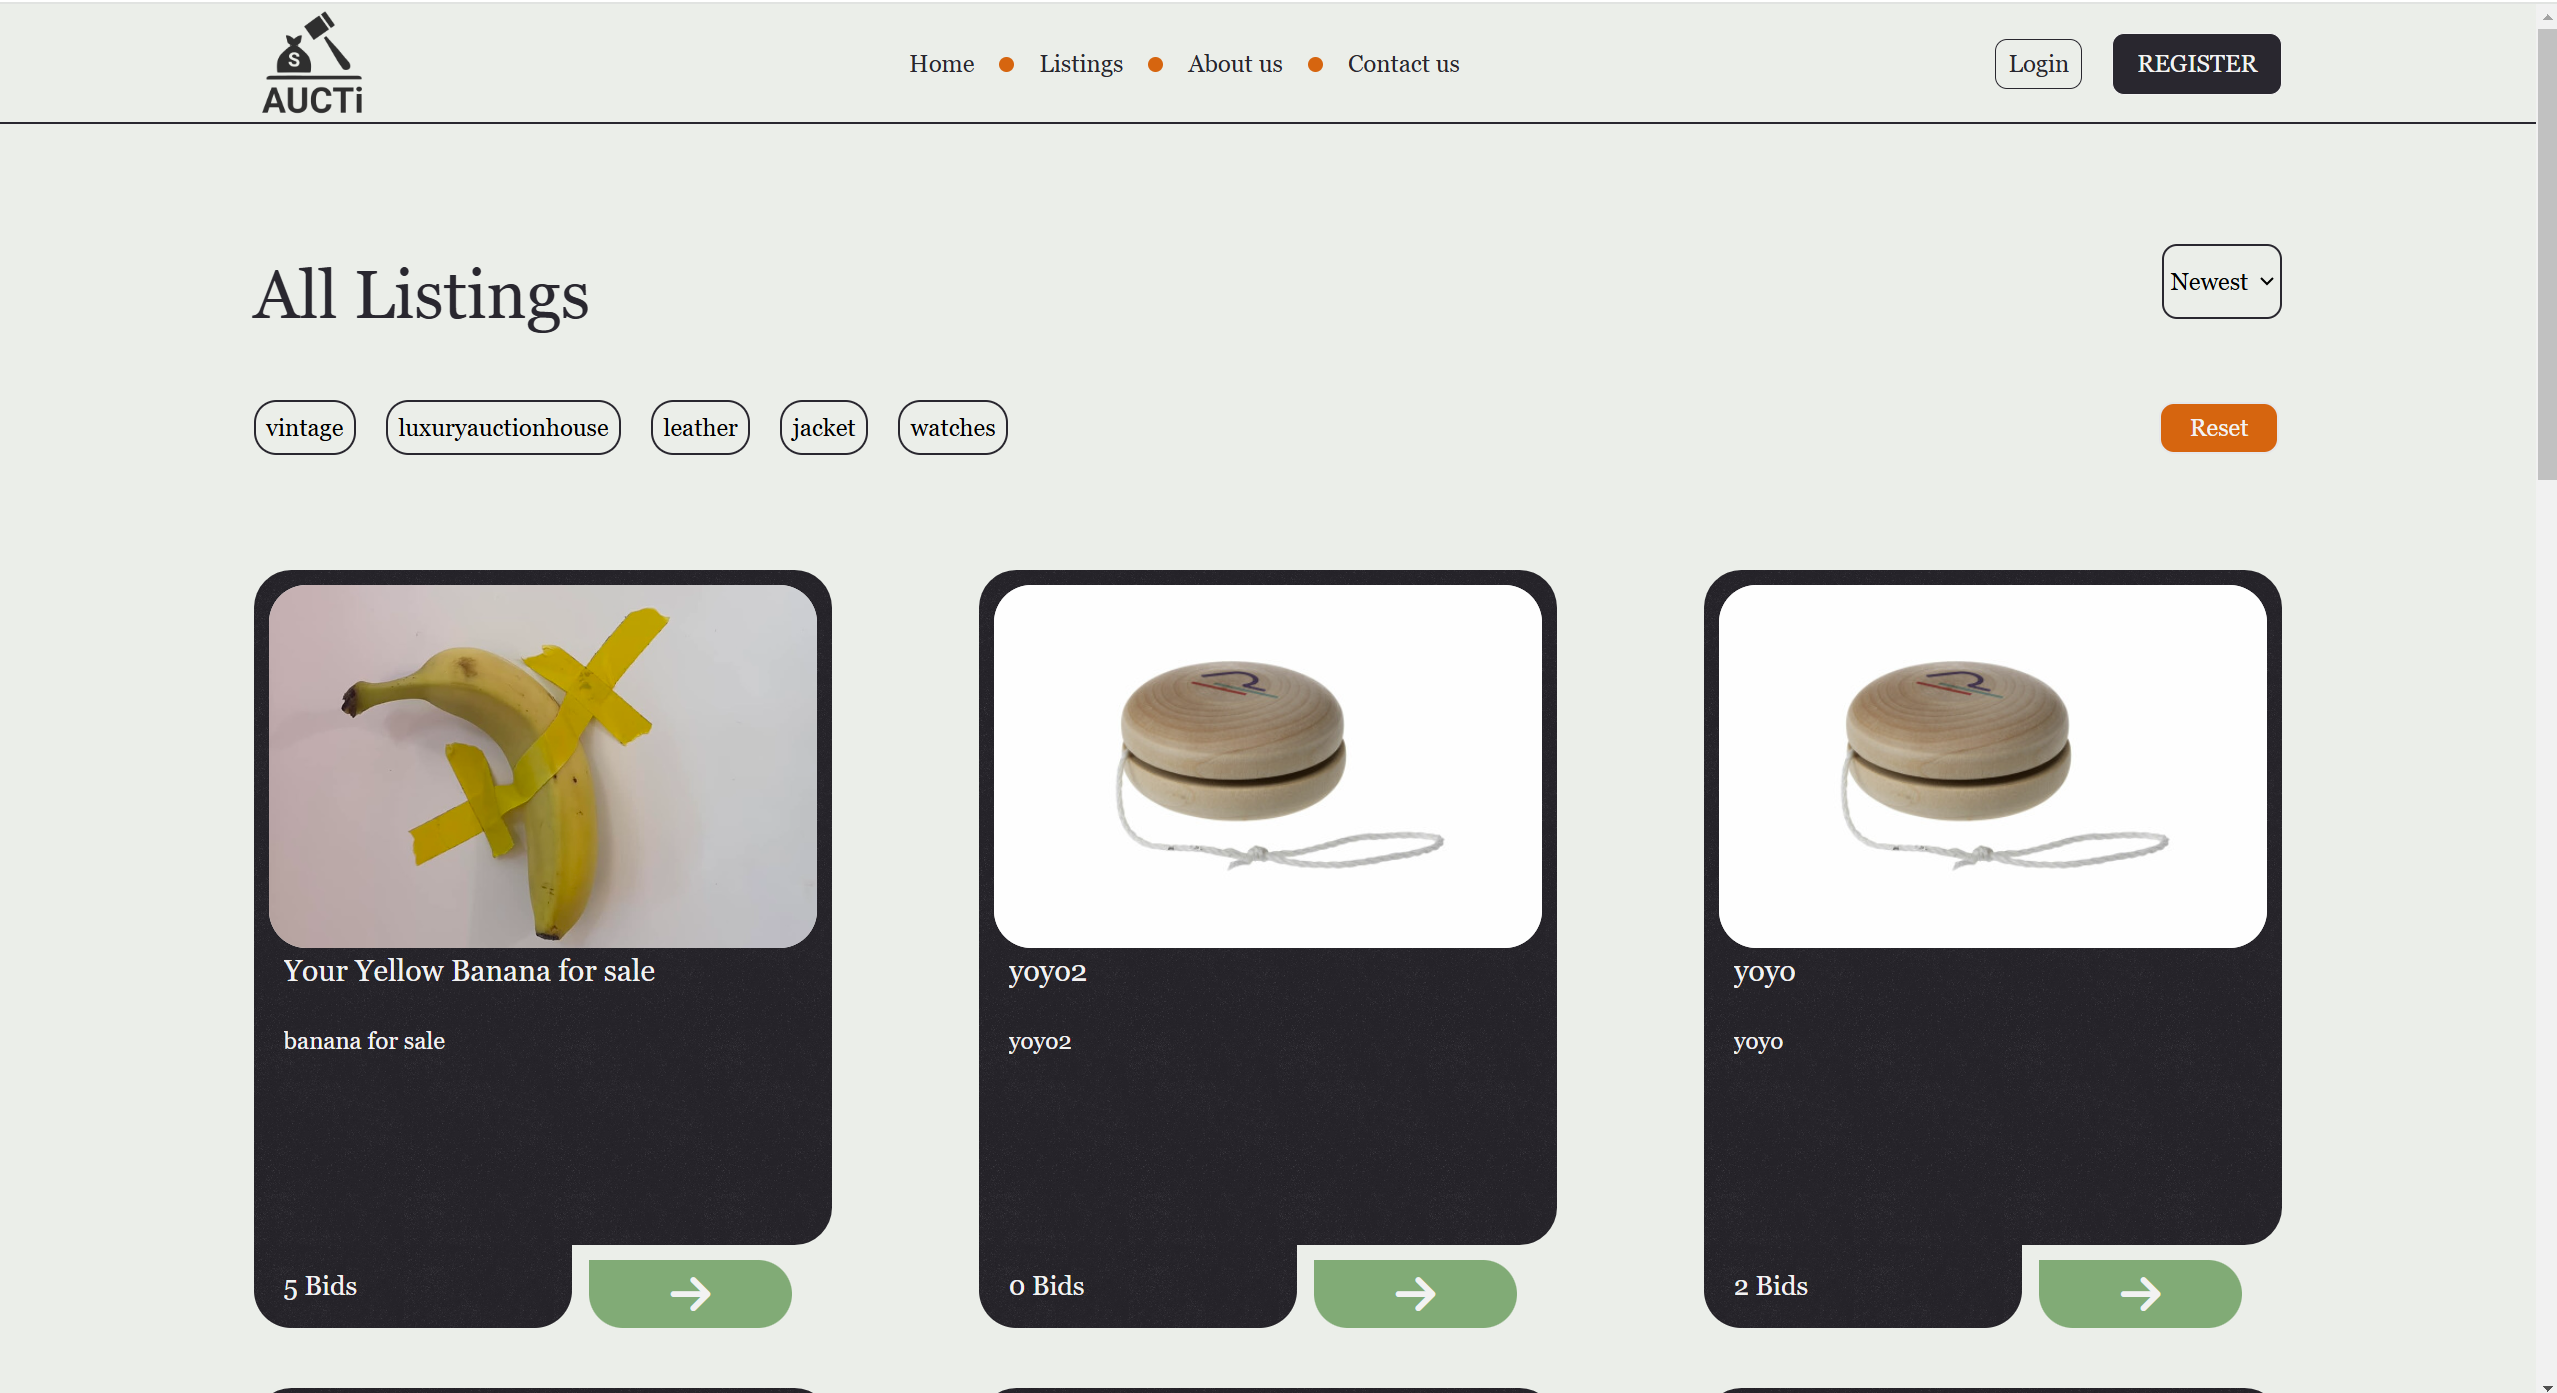 S
AUCTi
Home
Listings
About us
Contact us
Login
REGISTER
All Listings
Newest
vintage
luxuryauctionhouse
leather
jacket
watches
Reset
Your Yellow Banana for sale
banana for sale
5 Bids
yoyo2
yoyo2
0 Bids
yoyo
yoyo
2 Bids